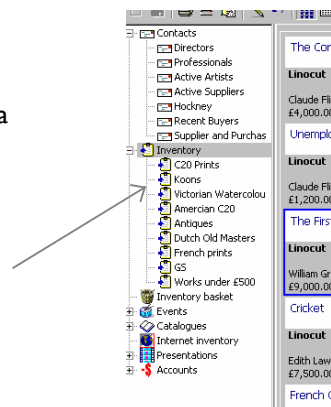 a
Contacts
Directors
Professionals
Active Artists
Active Suppliers
Hockney
Recent Buyers
Supplier and Purchas
Inventory
C20 Prints
Koons
Victorian Watercolou
Amercian C20
Antiques
Dutch Old Masters
French prints
GS
Works under £500
Inventory basket
Events
Catalogues
Internet inventory
Presentations
Accounts
The Con
Linocut
Claude Fli
£4,000.00
Unemplo
Linocut
Claude Fli
£1,200.00
The First
Linocut
William Gr
£9,000.00
Cricket
Linocut
Edith Law
£7,500.00
French C